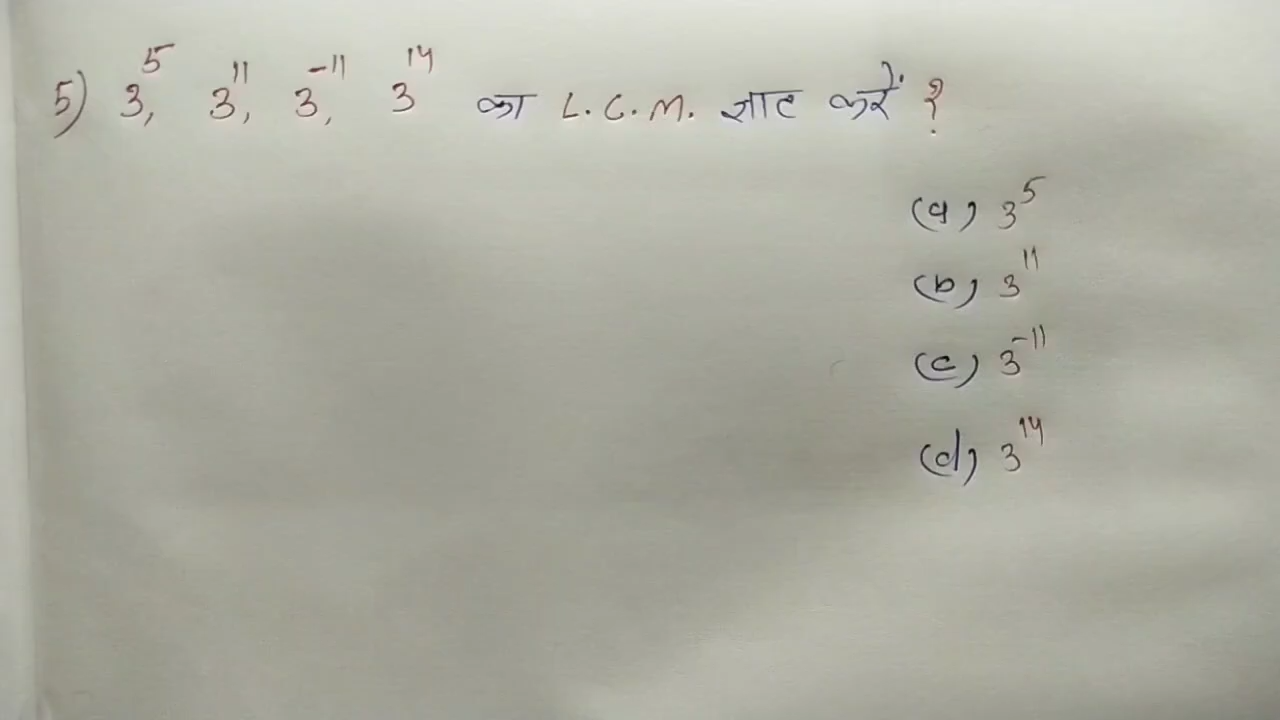 5) 3⁵, 3¹¹, 3⁻¹¹, 3¹⁴ का L.C.M. ज्ञात करें ?
(a) 3⁵
(b) 3¹¹
(c) 3⁻¹¹
(d) 3¹⁴